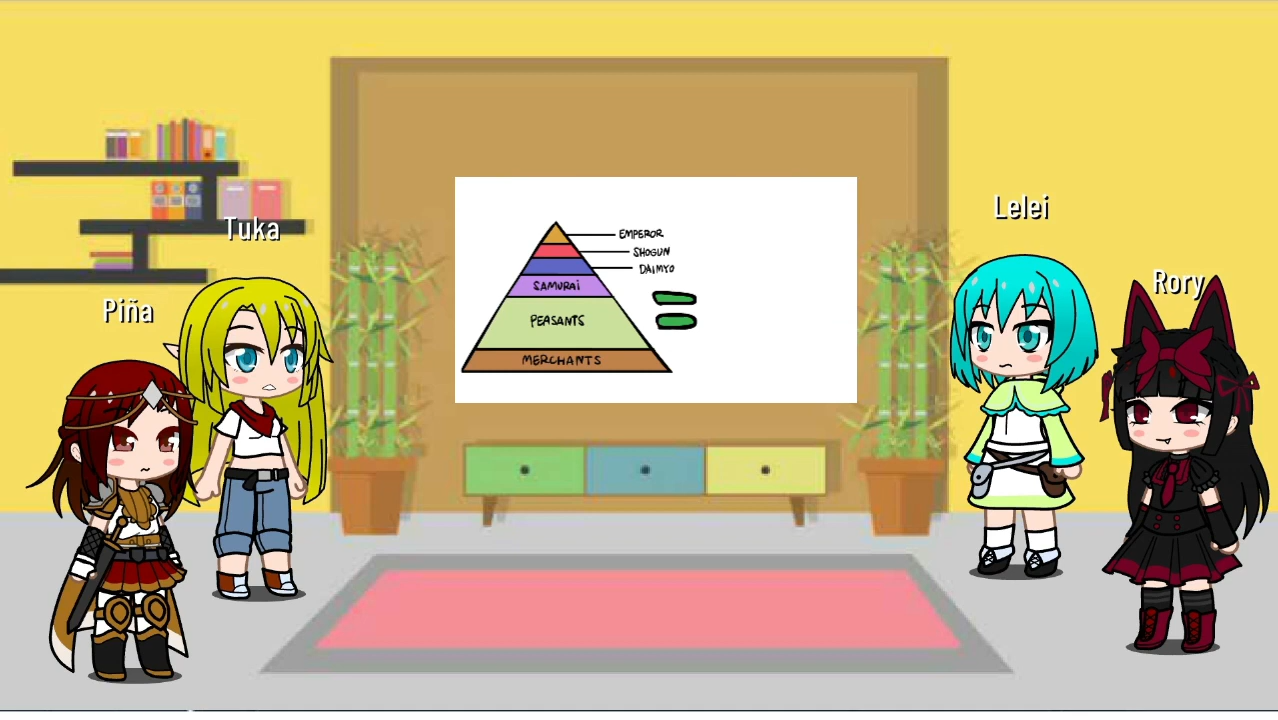 Tuka
Piña
EMPEROR
SHOGUN
DAIMYO
SAMURAI
PEASANTS
MERCHANTS
Lelei
Rory